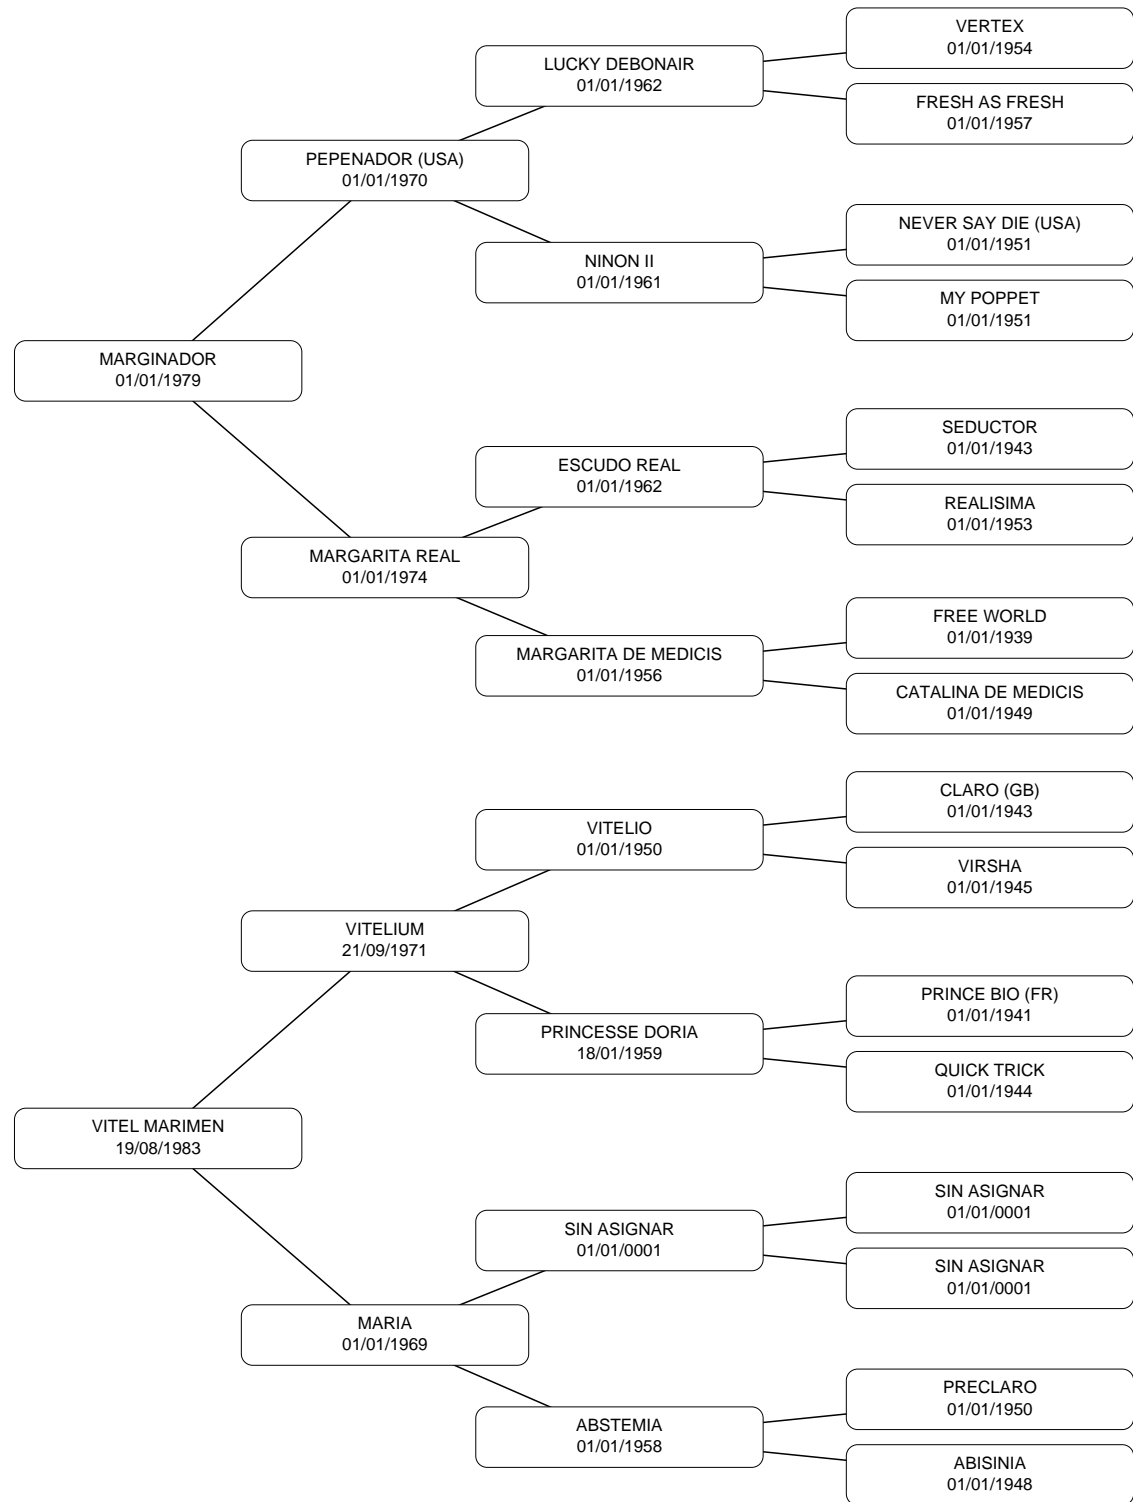 VERTEX
01/01/1954
LUCKY DEBONAIR
01/01/1962
FRESH AS FRESH
01/01/1957
PEPENADOR (USA)
01/01/1970
NEVER SAY DIE (USA)
01/01/1951
NINON II
01/01/1961
MY POPPET
01/01/1951
MARGINADOR
01/01/1979
SEDUCTOR
01/01/1943
ESCUDO REAL
01/01/1962
REALISIMA
01/01/1953
MARGARITA REAL
01/01/1974
FREE WORLD
01/01/1939
MARGARITA DE MEDICIS
01/01/1956
CATALINA DE MEDICIS
01/01/1949
CLARO (GB)
01/01/1943
VITELIO
01/01/1950
VIRSHA
01/01/1945
VITELIUM
21/09/1971
PRINCE BIO (FR)
01/01/1941
PRINCESSE DORIA
18/01/1959
QUICK TRICK
01/01/1944
VITEL MARIMEN
19/08/1983
SIN ASIGNAR
01/01/0001
SIN ASIGNAR
01/01/0001
SIN ASIGNAR
01/01/0001
MARIA
01/01/1969
PRECLARO
01/01/1950
ABSTEMIA
01/01/1958
ABISINIA
01/01/1948